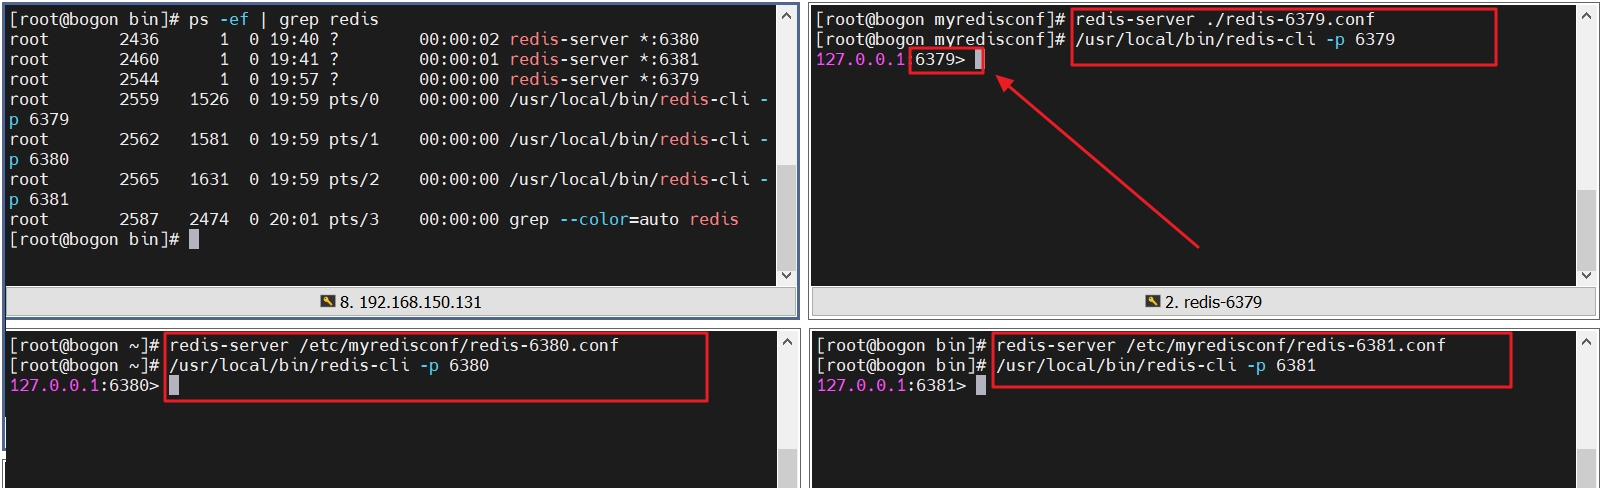 [root@bogon bin]# ps -ef | grep redis
root       2436      1  0 19:40 ?        00:00:02 redis-server *:6380
root       2460      1  0 19:41 ?        00:00:01 redis-server *:6381
root       2544      1  0 19:57 ?        00:00:00 redis-server *:6379
root       2559   1526  0 19:59 pts/0    00:00:00 /usr/local/bin/redis-cli -
p 6379
root       2562   1581  0 19:59 pts/1    00:00:00 /usr/local/bin/redis-cli -
p 6380
root       2565   1631  0 19:59 pts/2    00:00:00 /usr/local/bin/redis-cli -
p 6381
root       2587   2474  0 20:01 pts/3    00:00:00 grep --color=auto redis
[root@bogon bin]#
8. 192.168.150.131
[root@bogon myredisconf]# redis-server ./redis-6379.conf
[root@bogon myredisconf]# /usr/local/bin/redis-cli -p 6379
127.0.0.1:6379>
2. redis-6379
[root@bogon ~]# redis-server /etc/myredisconf/redis-6380.conf
[root@bogon ~]# /usr/local/bin/redis-cli -p 6380
127.0.0.1:6380>
[root@bogon bin]# redis-server /etc/myredisconf/redis-6381.conf
[root@bogon bin]# /usr/local/bin/redis-cli -p 6381
127.0.0.1:6381>